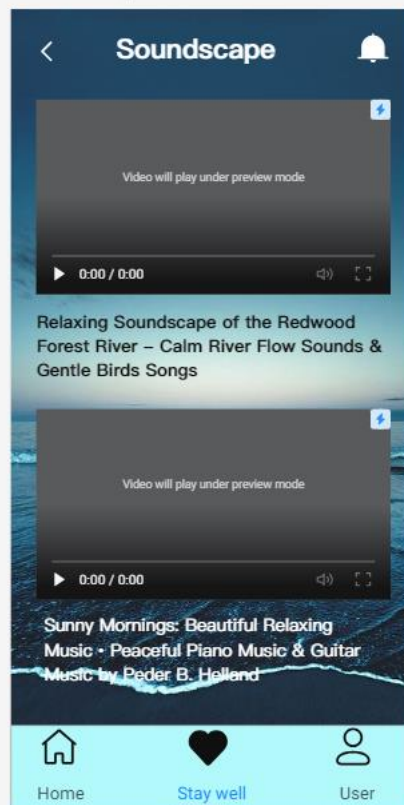 Soundscape
Video will play under preview mode
0:00 / 0:00
Relaxing Soundscape of the Redwood
Forest River – Calm River Flow Sounds &
Gentle Birds Songs
Video will play under preview mode
0:00 / 0:00
Sunny Mornings: Beautiful Relaxing
Music • Peaceful Piano Music & Guitar
Music by Peder B. Helland
Home Stay well User